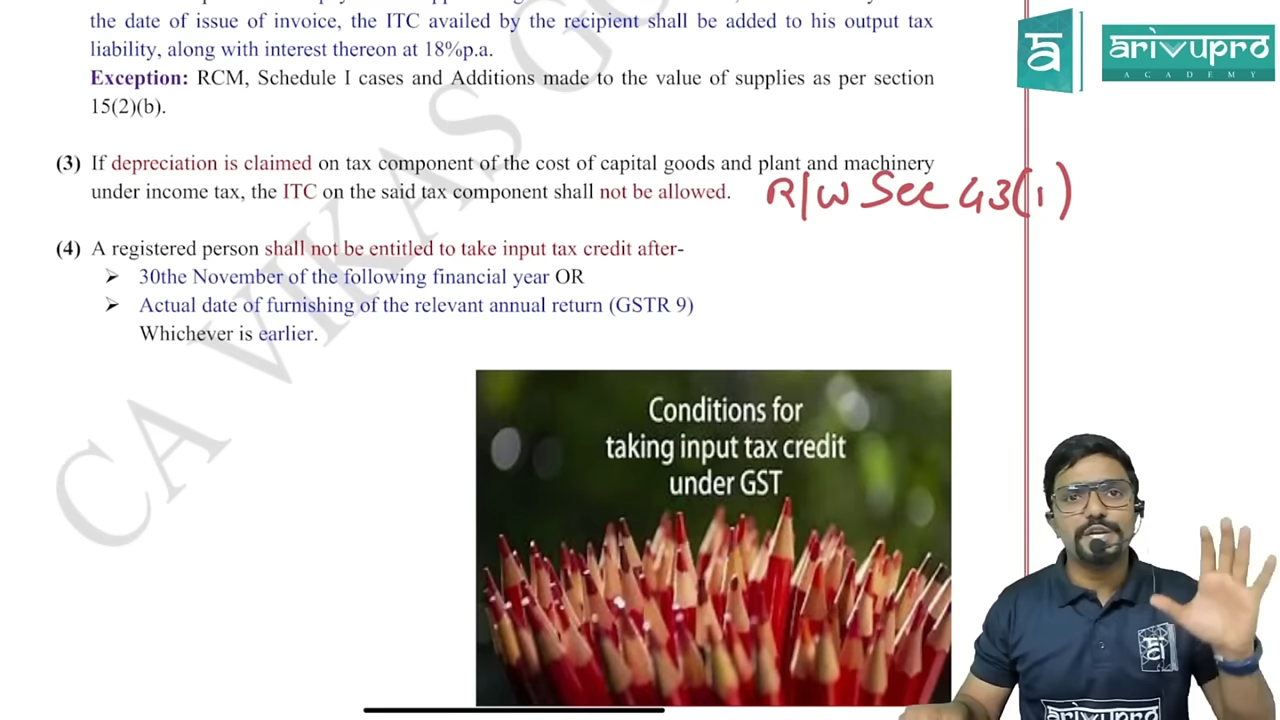 the date of issue of invoice, the ITC availed by the recipient shall be added to his output tax
liability, along with interest thereon at 18%p.a.
Exception: RCM, Schedule I cases and Additions made to the value of supplies as per section
15(2)(b).
(3) If depreciation is claimed on tax component of the cost of capital goods and plant and machinery
under income tax, the ITC on the said tax component shall not be allowed.
R/W Sec 43(1)
(4) A registered person shall not be entitled to take input tax credit after-
➢ 30the November of the following financial year OR
➢ Actual date of furnishing of the relevant annual return (GSTR 9)
Whichever is earlier.
Conditions for
taking input tax credit
under GST
CA VIKAS
arivupro
ACADEMY
arivupro